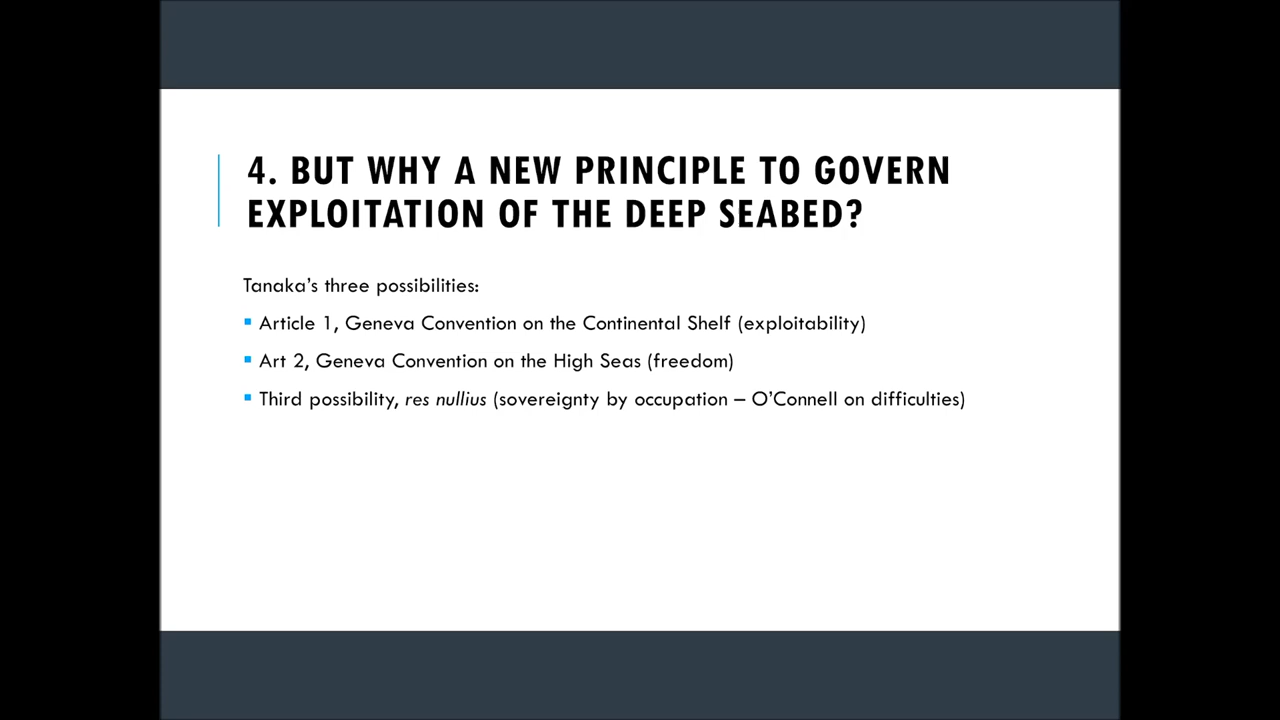 4. BUT WHY A NEW PRINCIPLE TO GOVERN
EXPLOITATION OF THE DEEP SEABED?
Tanaka’s three possibilities:
▪ Article 1, Geneva Convention on the Continental Shelf (exploitability)
▪ Art 2, Geneva Convention on the High Seas (freedom)
▪ Third possibility, res nullius (sovereignty by occupation – O’Connell on difficulties)